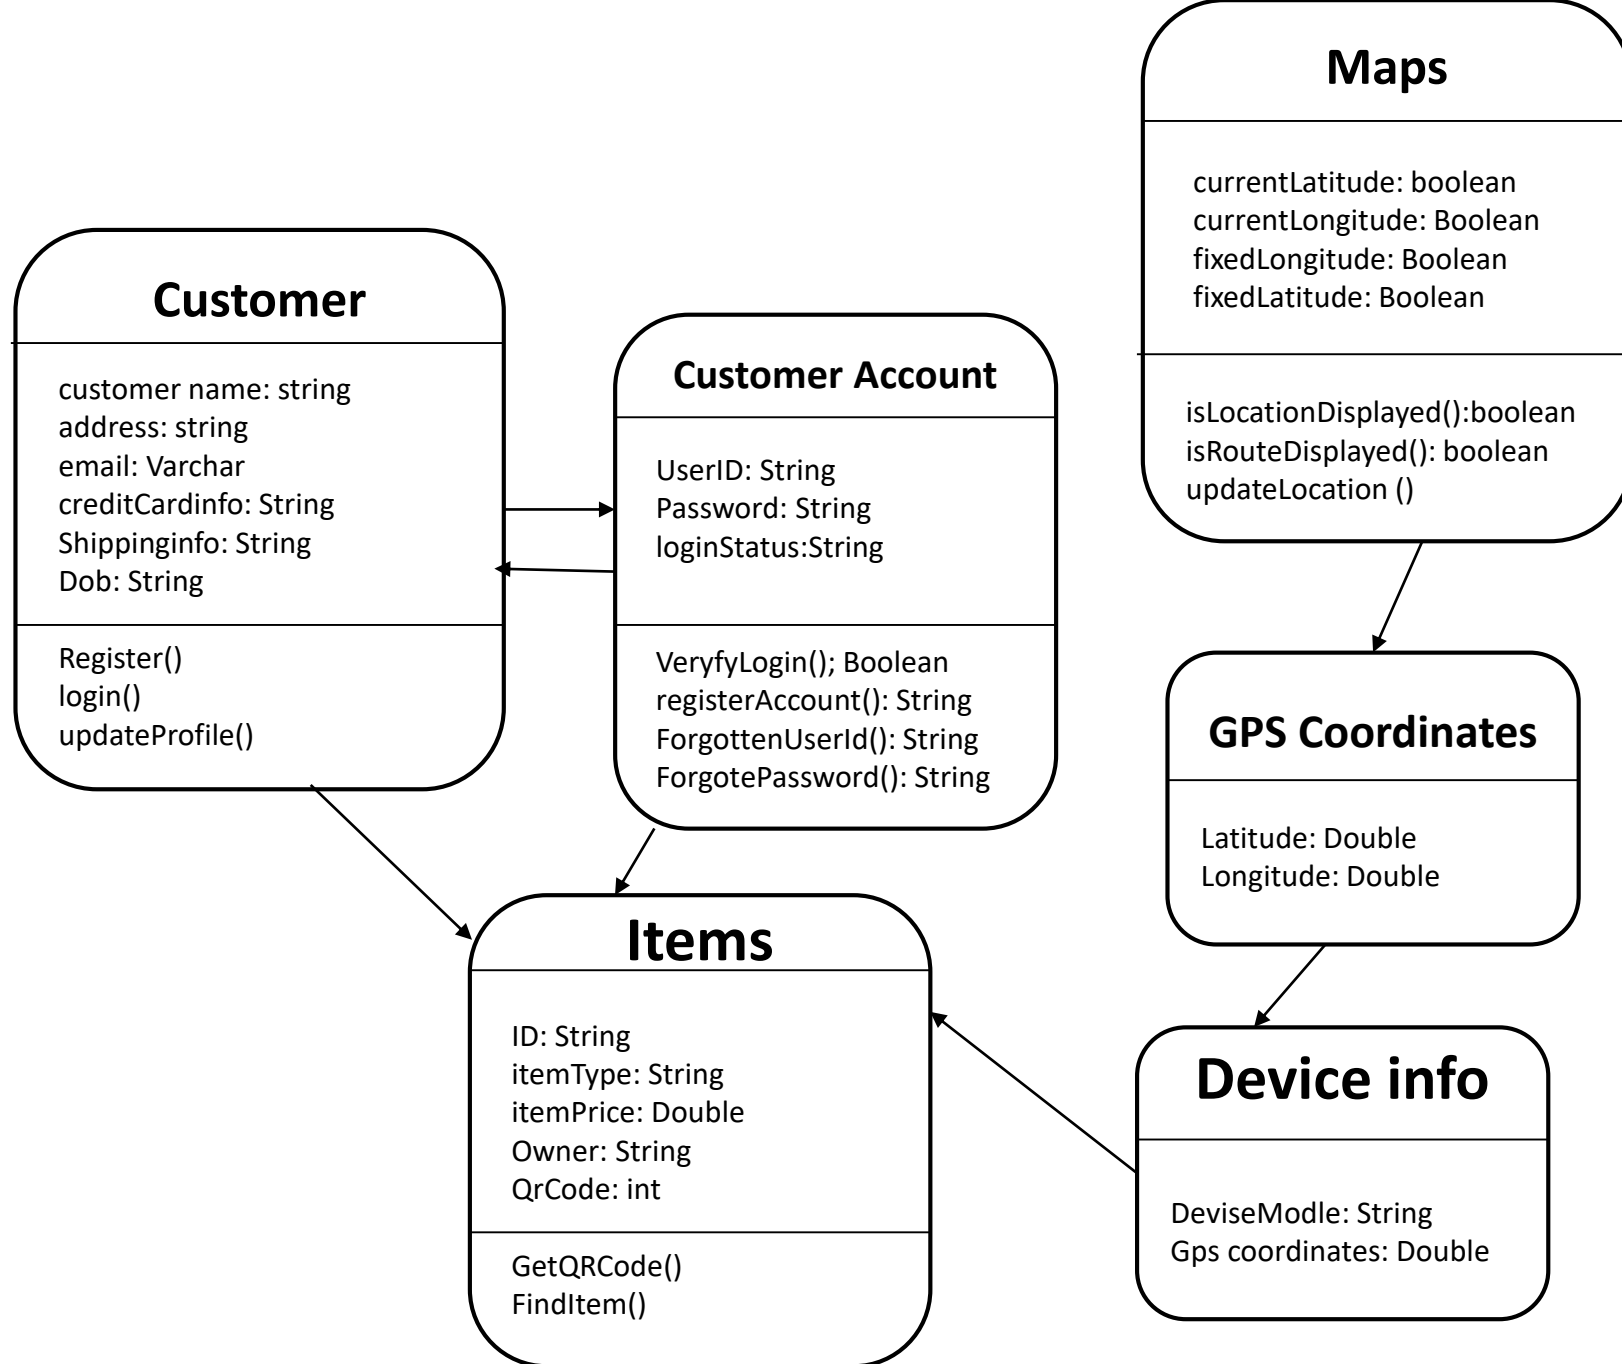 Maps
currentLatitude: boolean
currentLongitude: Boolean
fixedLongitude: Boolean
fixedLatitude: Boolean
isLocationDisplayed():boolean
isRouteDisplayed(): boolean
updateLocation ()
Customer
customer name: string
address: string
email: Varchar
creditCardinfo: String
Shippinginfo: String
Dob: String
Register()
login()
updateProfile()
Customer Account
UserID: String
Password: String
loginStatus:String
VeryfyLogin(); Boolean
registerAccount(): String
ForgottenUserId(): String
ForgotePassword(): String
GPS Coordinates
Latitude: Double
Longitude: Double
Items
ID: String
itemType: String
itemPrice: Double
Owner: String
QrCode: int
GetQRCode()
FindItem()
Device info
DeviseModle: String
Gps coordinates: Double